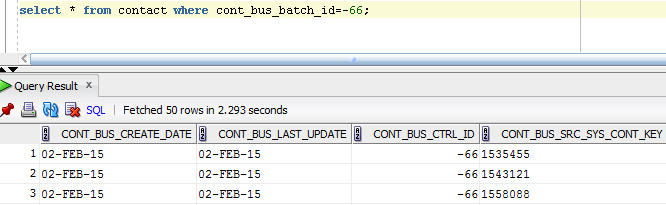 select * from contact where cont_bus_batch_id=-66;
Query Result x
SQL | Fetched 50 rows in 2.293 seconds
CONT_BUS_CREATE_DATE CONT_BUS_LAST_UPDATE CONT_BUS_CTRL_ID CONT_BUS_SRC_SYS_CONT_KEY
1 02-FEB-15 02-FEB-15 -66 1535455
2 02-FEB-15 02-FEB-15 -66 1543121
3 02-FEB-15 02-FEB-15 -66 1558088